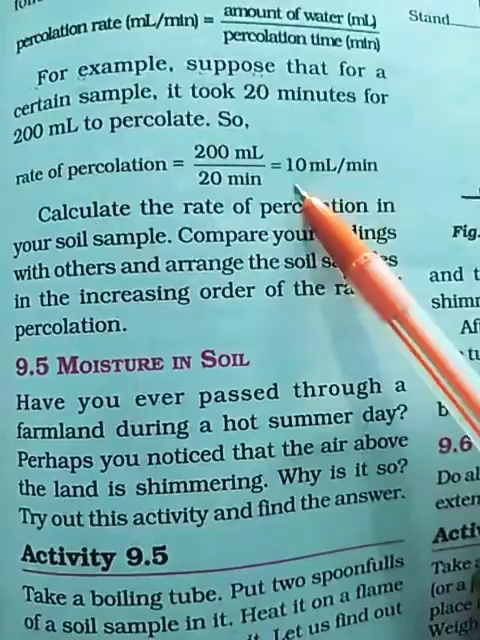 percolation rate (mL/min) = amount of water (mL)
percolation time (min)
For example, suppose that for a
certain sample, it took 20 minutes for
200 mL to percolate. So,
rate of percolation = 200 mL
20 min
= 10 mL/min
Calculate the rate of perc tion in
your soil sample. Compare your ings
with others and arrange the soil s es
in the increasing order of the ra
percolation.
9.5 MOISTURE IN SOIL
Have you ever passed through a
farmland during a hot summer day?
Perhaps you noticed that the air above
the land is shimmering. Why is it so?
Try out this activity and find the answer.
Activity 9.5
Take a boiling tube. Put two spoonfulls
of a soil sample in it. Heat it on a flame
it. Let us find out
Stand
Fig.
and t
shimr
Af
b
9.6
Do al
exten
Acti
Take
(or a
place
Weigh